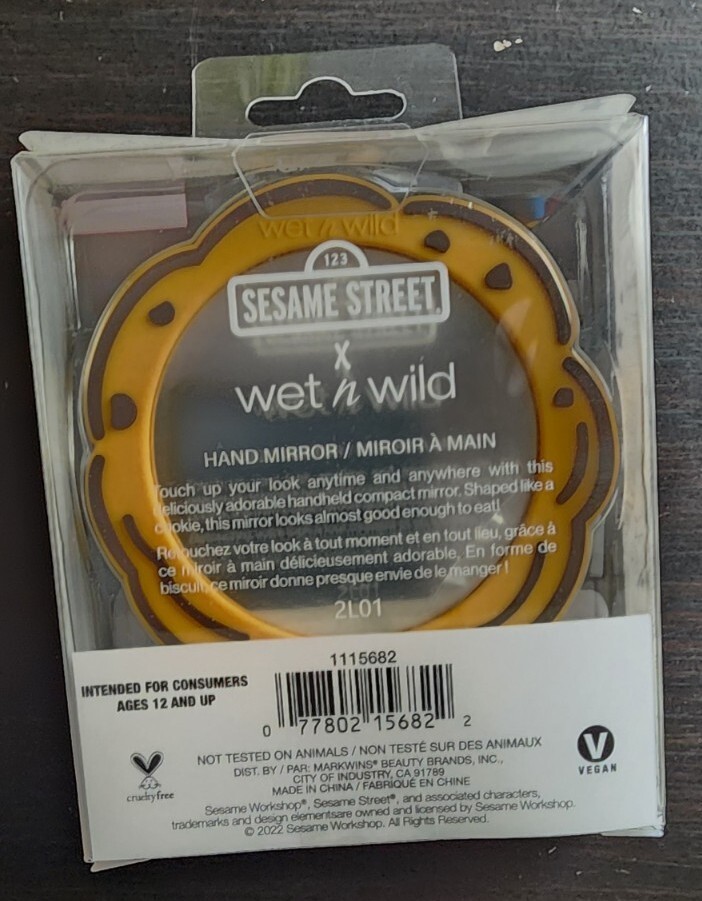 wet n wild
123
SESAME STREET
X
wet n wild
HAND MIRROR / MIROIR À MAIN
Touch up your look anytime and anywhere with this
deliciously adorable handheld compact mirror. Shaped like a
cookie, this mirror looks almost good enough to eat!
Retouchez votre look à tout moment et en tout lieu, grâce à
ce miroir à main délicieusement adorable. En forme de
biscuit, ce miroir donne presque envie de le manger !
2L01
1115682
INTENDED FOR CONSUMERS
AGES 12 AND UP
0 77802 15682 2
NOT TESTED ON ANIMALS / NON TESTÉ SUR DES ANIMAUX
DIST. BY / PAR: MARKWINS® BEAUTY BRANDS, INC.,
CITY OF INDUSTRY, CA 91789
MADE IN CHINA / FABRIQUÉ EN CHINE
crueltyfree
V
VEGAN
Sesame Workshop®, Sesame Street®, and associated characters,
trademarks and design elementsare owned and licensed by Sesame Workshop.
© 2022 Sesame Workshop. All Rights Reserved.